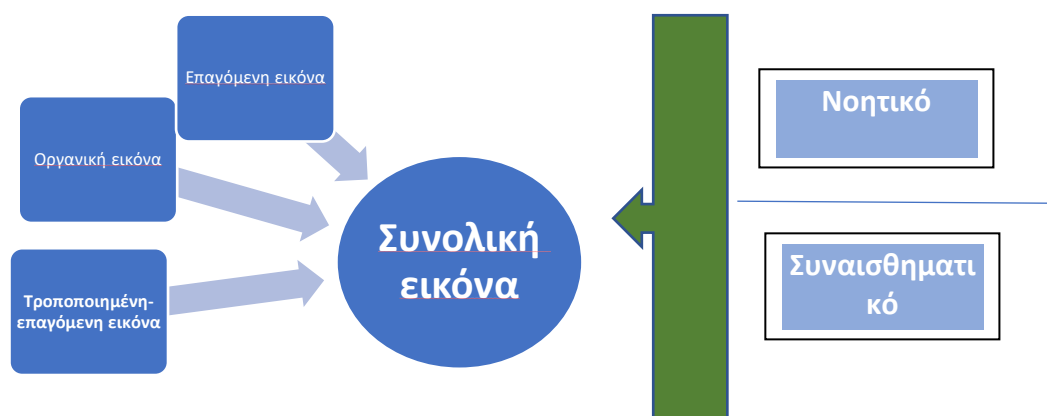 Επαγόμενη εικόνα
Οργανική εικόνα
Τροποποιημένη-
επαγόμενη εικόνα
Συνολική
εικόνα
Νοητικό
Συναισθηματι
κό